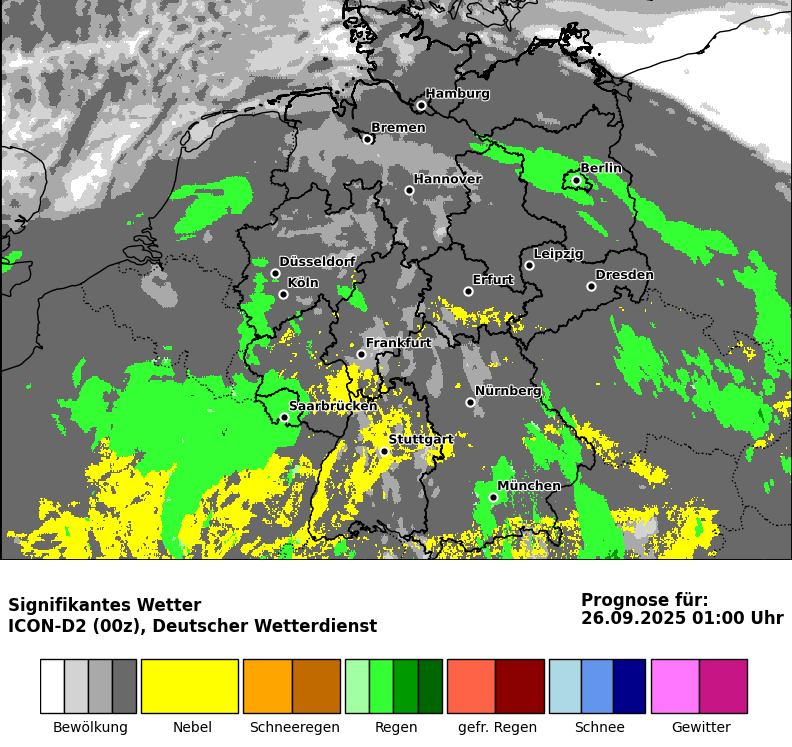 Hamburg
Bremen
Berlin
Hannover
Düsseldorf
Leipzig
Köln
Erfurt
Dresden
Frankfurt
Nürnberg
Saarbrücken
Stuttgart
München
Signifikantes Wetter
ICON-D2 (00z), Deutscher Wetterdienst
Prognose für:
26.09.2025 01:00 Uhr
Bewölkung Nebel Schneeregen Regen gefr. Regen Schnee Gewitter